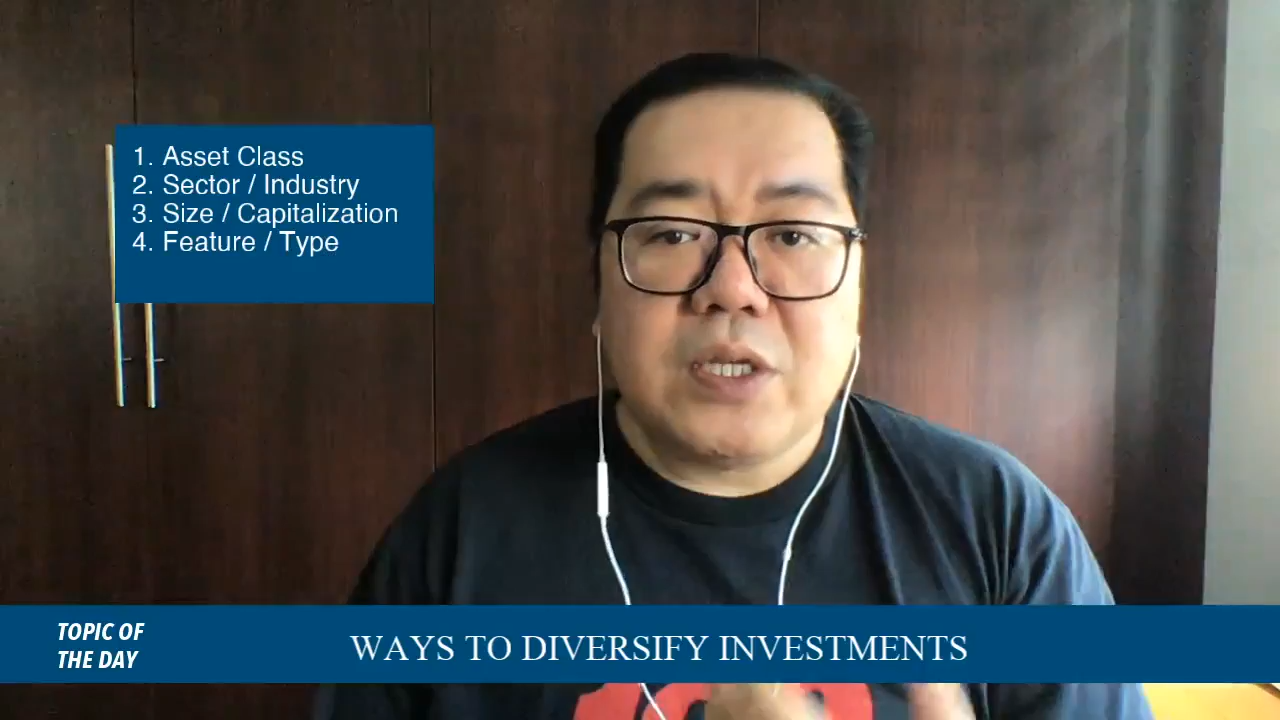 1. Asset Class
2. Sector / Industry
3. Size / Capitalization
4. Feature / Type
TOPIC OF
THE DAY
WAYS TO DIVERSIFY INVESTMENTS